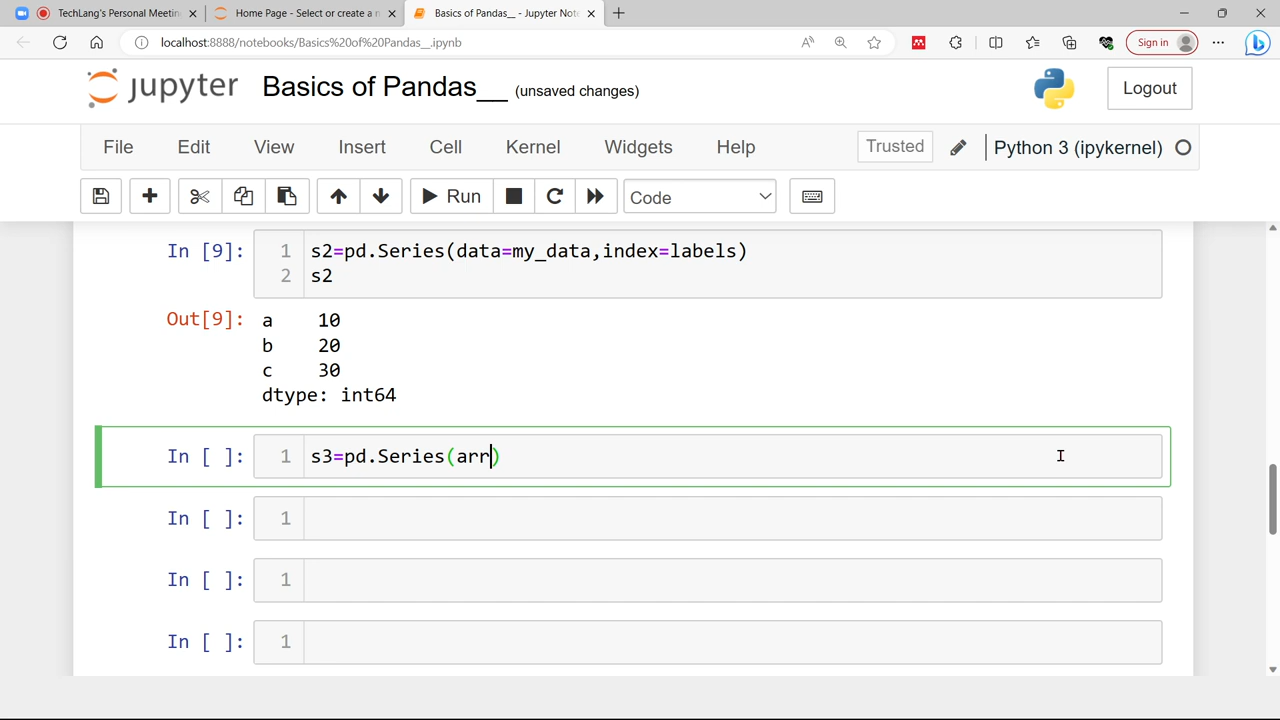 TechLang's Personal Meetin
Home Page - Select or create a n
Basics of Pandas__ - Jupyter Note
localhost:8888/notebooks/Basics%20of%20Pandas__.ipynb
Sign in
jupyter Basics of Pandas__ (unsaved changes)
Logout
File Edit View Insert Cell Kernel Widgets Help
Trusted
Python 3 (ipykernel)
Run
Code
In [9]: 1 s2=pd.Series(data=my_data,index=labels)
2 s2
Out[9]: a 10
b 20
c 30
dtype: int64
In [ ]: 1 s3=pd.Series(arr)
In [ ]: 1
In [ ]: 1
In [ ]: 1